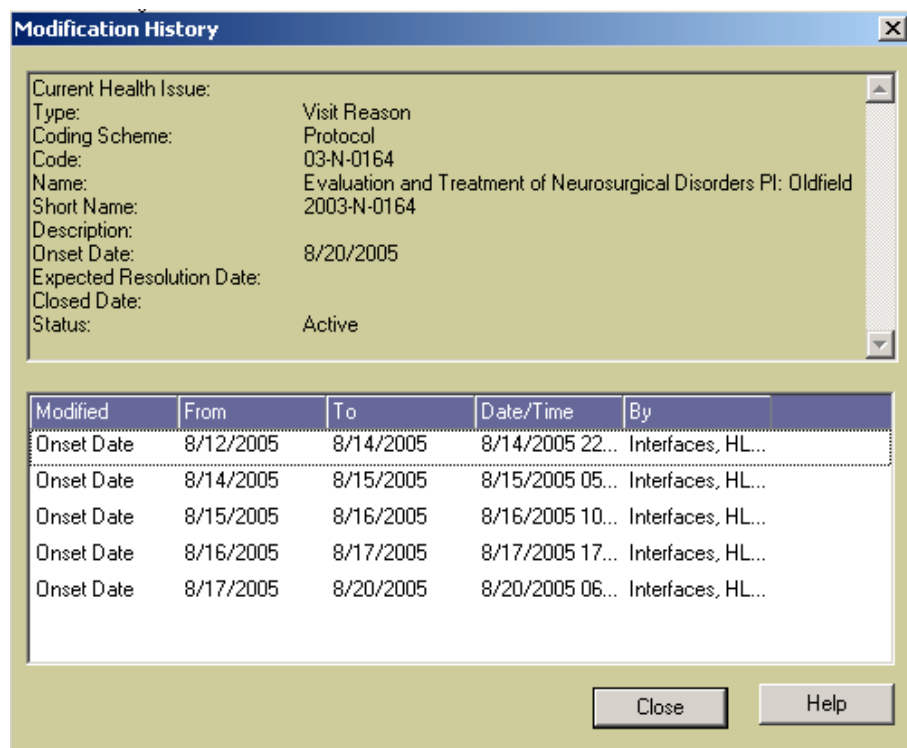 Modification History
Current Health Issue:
Type: Visit Reason
Coding Scheme: Protocol
Code: 03-N-0164
Name: Evaluation and Treatment of Neurosurgical Disorders PI: Oldfield
Short Name: 2003-N-0164
Description:
Onset Date: 8/20/2005
Expected Resolution Date:
Closed Date:
Status: Active
Modified From To Date/Time By
Onset Date 8/12/2005 8/14/2005 8/14/2005 22... Interfaces, HL...
Onset Date 8/14/2005 8/15/2005 8/15/2005 05... Interfaces, HL...
Onset Date 8/15/2005 8/16/2005 8/16/2005 10... Interfaces, HL...
Onset Date 8/16/2005 8/17/2005 8/17/2005 17... Interfaces, HL...
Onset Date 8/17/2005 8/20/2005 8/20/2005 06... Interfaces, HL...
Close Help